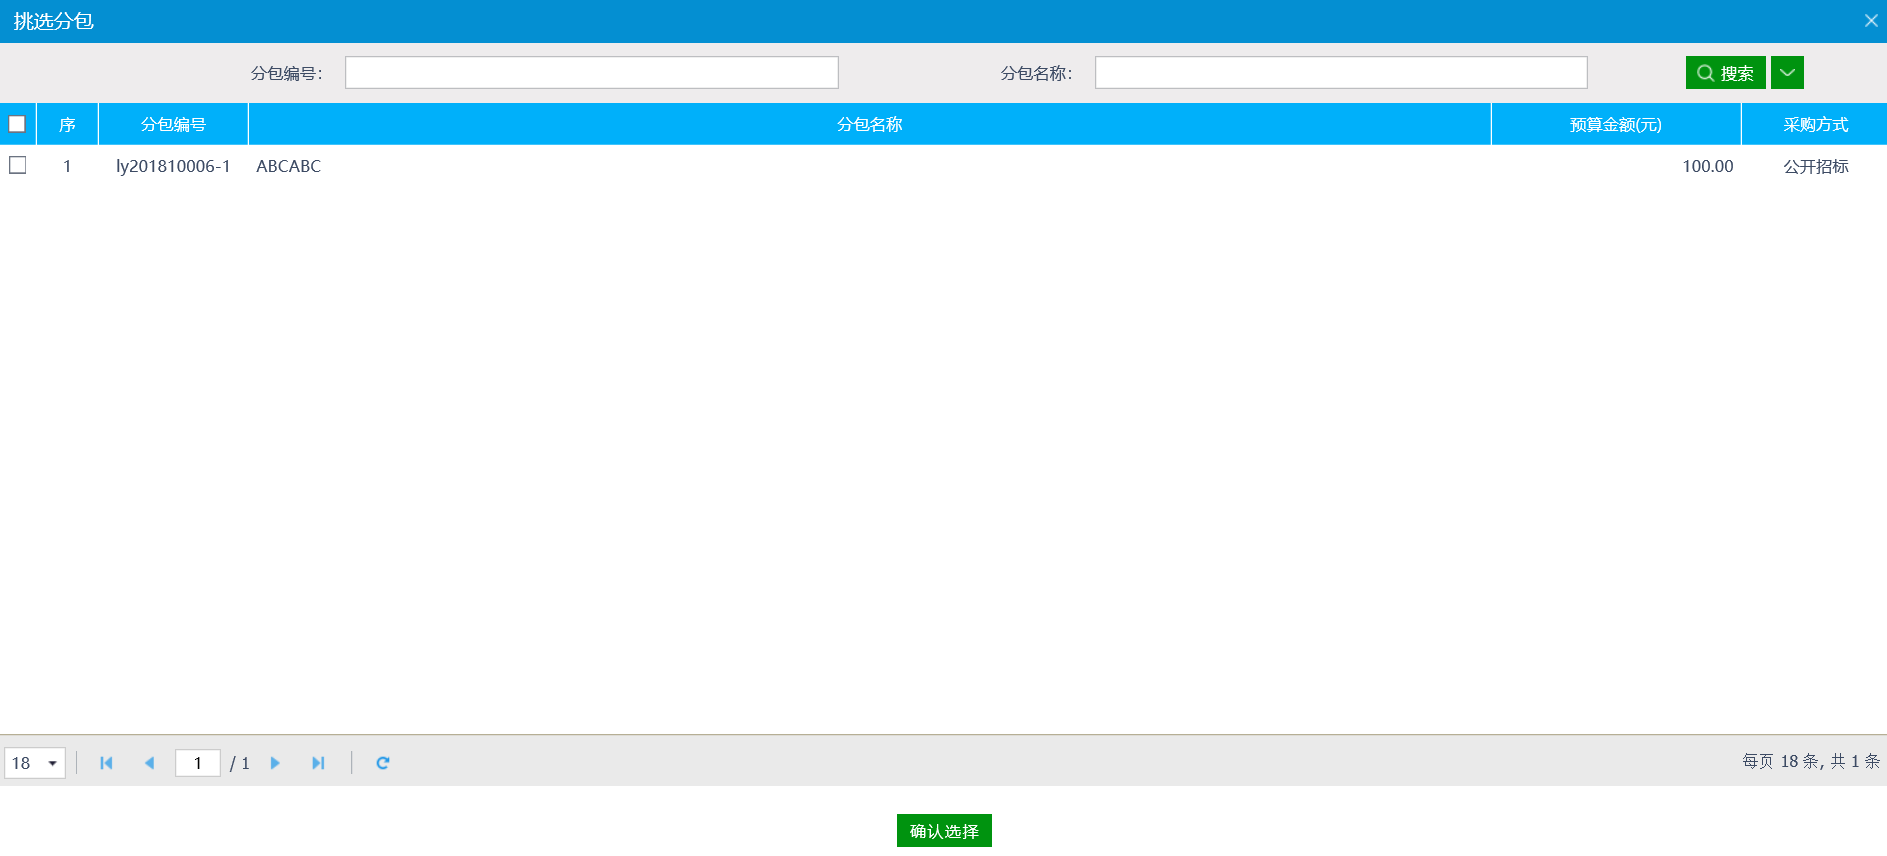 挑选分包
分包编号: 分包名称: 搜索
序 分包编号 分包名称 预算金额(元) 采购方式
1 ly201810006-1 ABCABC 100.00 公开招标
18 1 / 1 每页 18 条, 共 1 条
确认选择